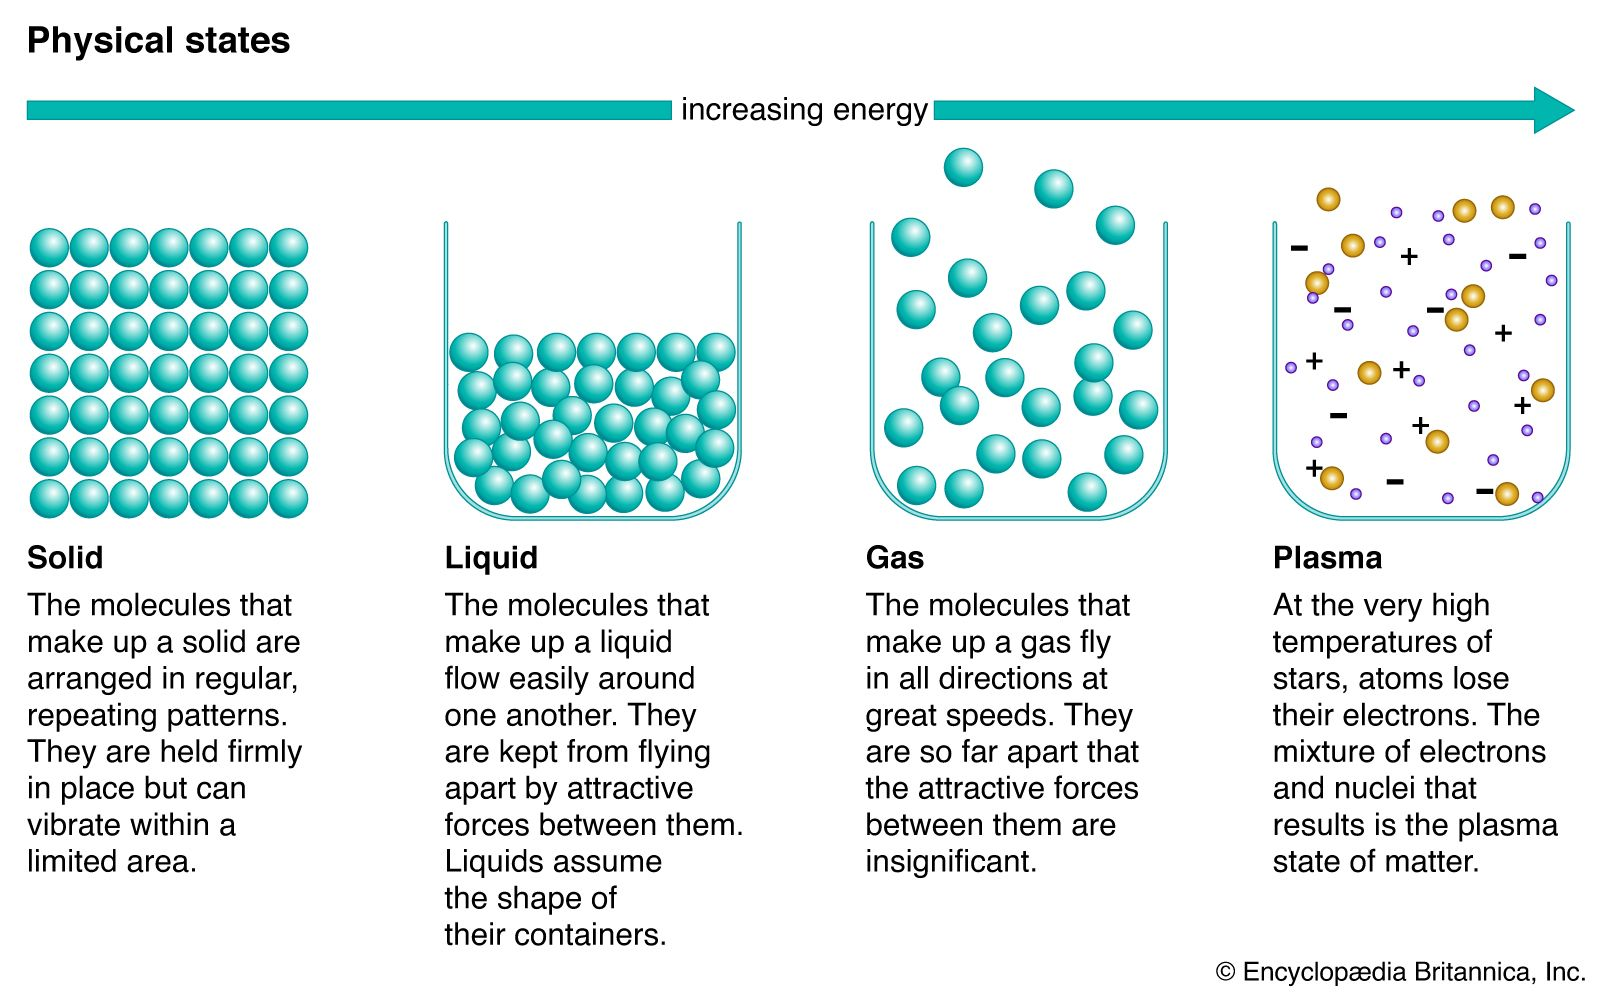 Physical states
increasing energy
Solid
The molecules that
make up a solid are
arranged in regular,
repeating patterns.
They are held firmly
in place but can
vibrate within a
limited area.
Liquid
The molecules that
make up a liquid
flow easily around
one another. They
are kept from flying
apart by attractive
forces between them.
Liquids assume
the shape of
their containers.
Gas
The molecules that
make up a gas fly
in all directions at
great speeds. They
are so far apart that
the attractive forces
between them are
insignificant.
Plasma
At the very high
temperatures of
stars, atoms lose
their electrons. The
mixture of electrons
and nuclei that
results is the plasma
state of matter.
© Encyclopædia Britannica, Inc.